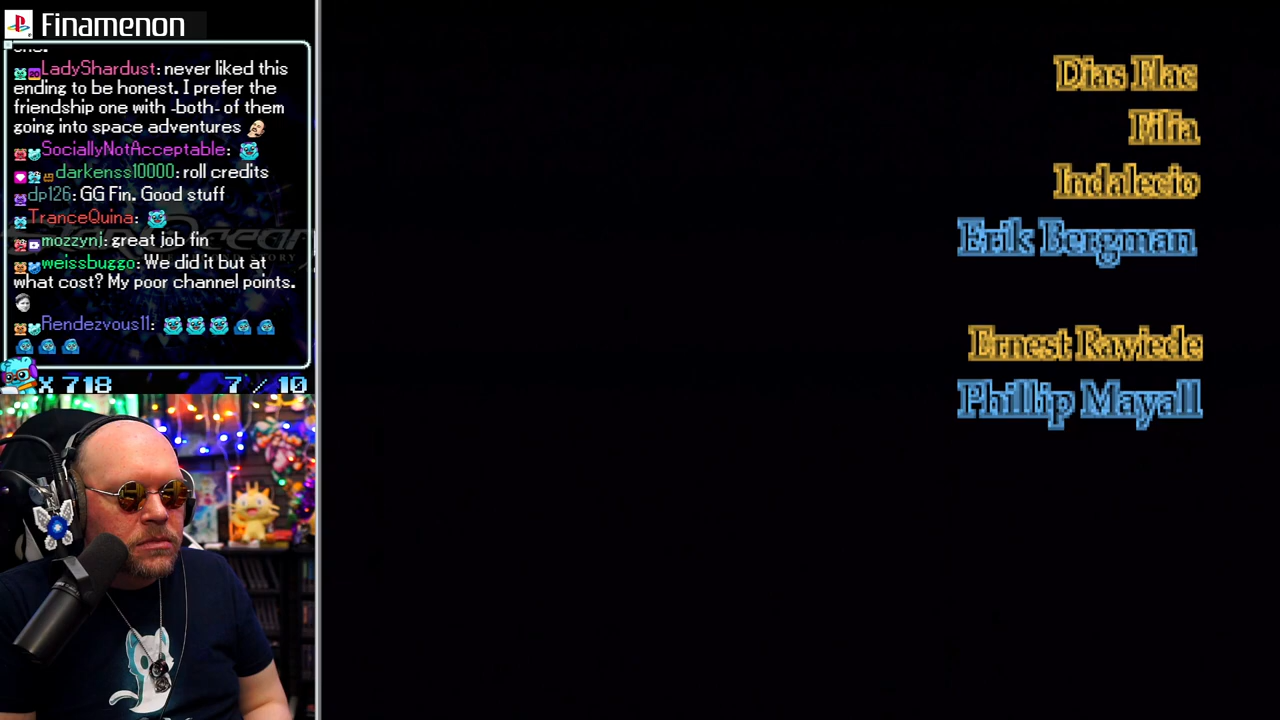 Finamenon
one.
LadyShardust: never liked this
ending to be honest. I prefer the
friendship one with -both- of them
going into space adventures
SociallyNotAcceptable:
darkenss10000: roll credits
dp126: GG Fin. Good stuff
TranceQuina:
mozzynj: great job fin
weissbuggo: We did it but at
what cost? My poor channel points.
Rendezvous11:
X 718
7 / 10
Dias Flac
Filia
Indalecio
Erik Bergman
Ernest Raviede
Phillip Mayall